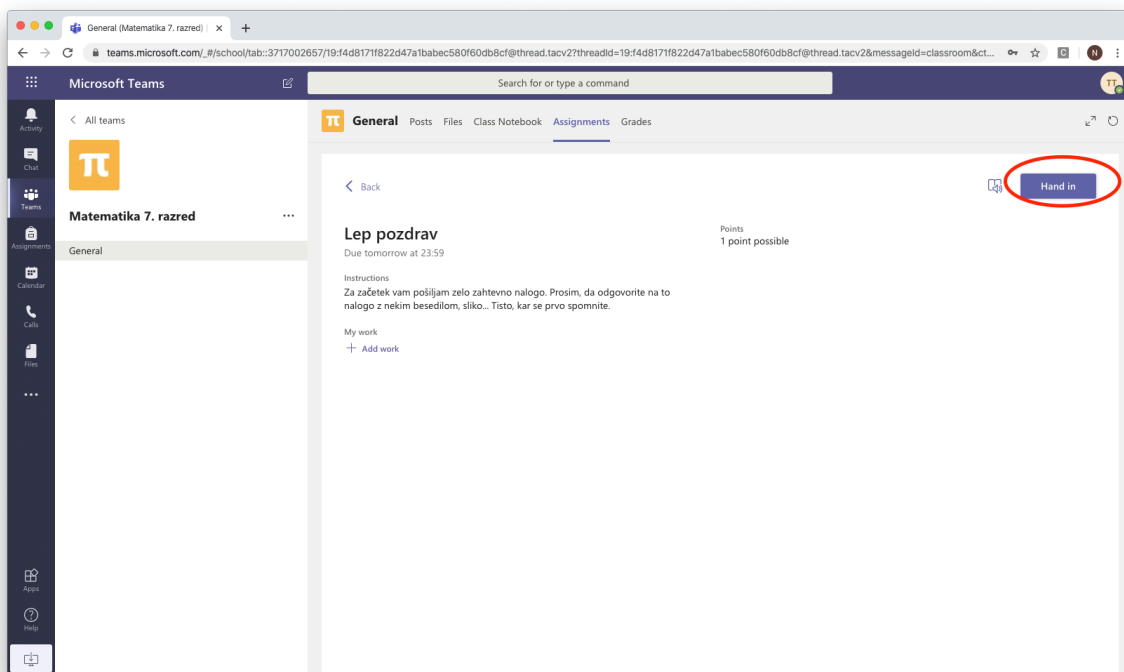 General (Matematika 7. razred) |
teams.microsoft.com/_#/school/tab::3717002657/19:f4d8171f822d47a1babec580f60db8cf@thread.tacv2?threadId=19:f4d8171f822d47a1babec580f60db8cf@thread.tacv2&messageId=classroom&ct...
C
N
Microsoft Teams
Search for or type a command
TT
Activity
Chat
Teams
Assignments
Calendar
Calls
Files
Apps
Help
All teams
π
Matematika 7. razred
General
π General Posts Files Class Notebook Assignments Grades
Back
Hand in
Lep pozdrav
Due tomorrow at 23:59
Points
1 point possible
Instructions
Za začetek vam pošiljam zelo zahtevno nalogo. Prosim, da odgovorite na to
nalogo z nekim besedilom, sliko... Tisto, kar se prvo spomnite.
My work
Add work